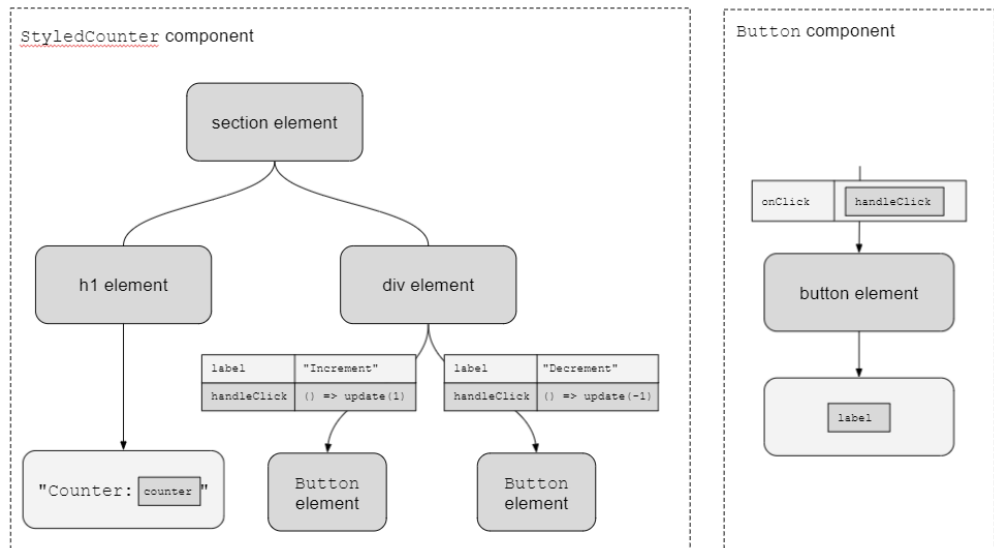 StyledCounter component
section element
h1 element
div element
label "Increment"
handleClick () => update(1)
label "Decrement"
handleClick () => update(-1)
"Counter: counter"
Button
element
Button
element
Button component
onClick handleClick
button element
label